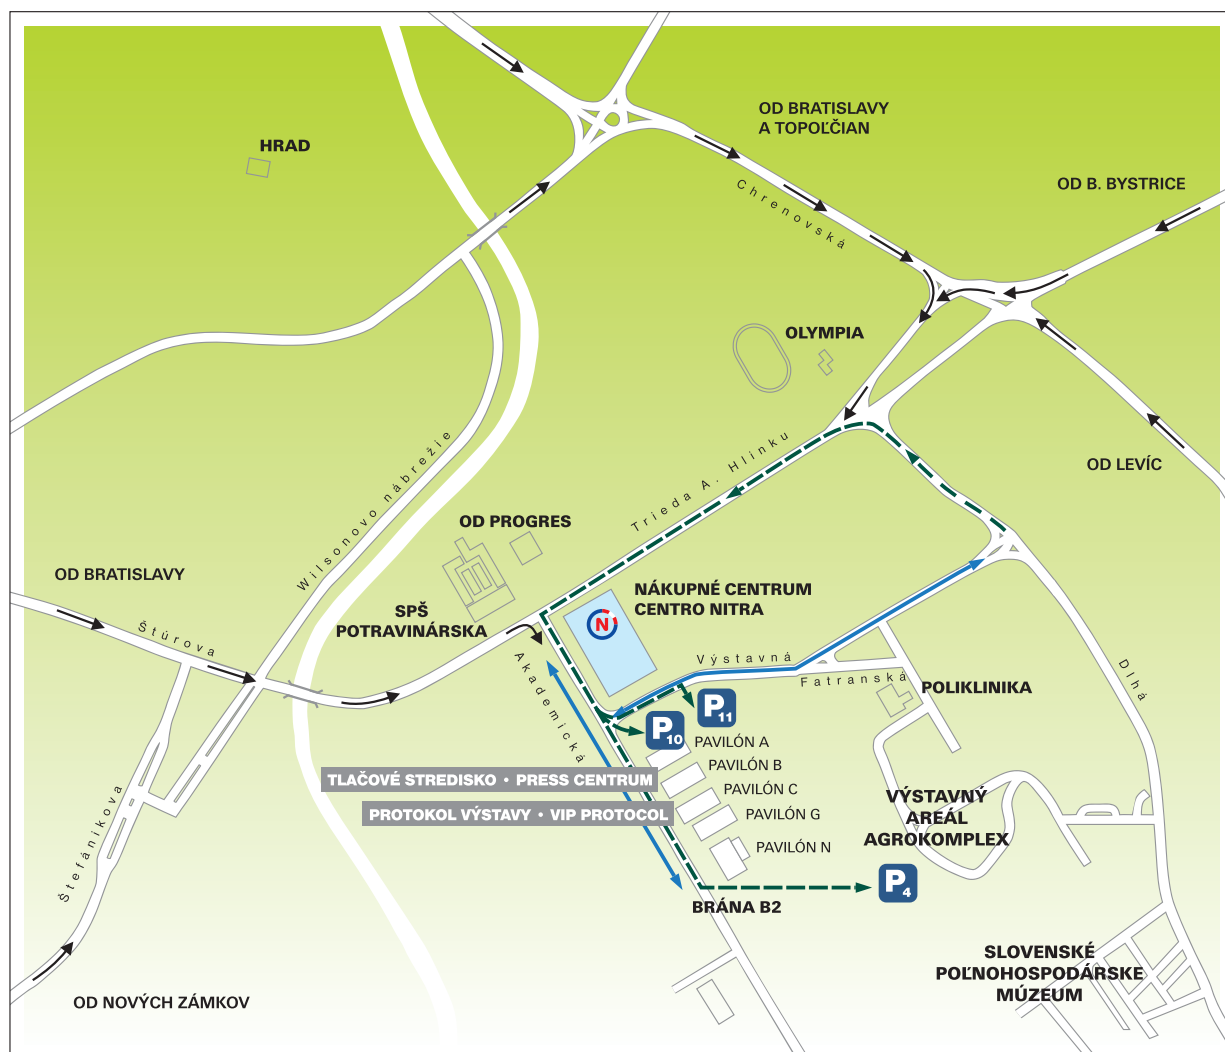 OD BRATISLAVY
A TOPOĽČIAN
HRAD
OD B. BYSTRICE
Chrenovská
OLYMPIA
OD LEVÍC
Trieda A. Hlinku
Wilsonovo nábrežie
OD PROGRES
OD BRATISLAVY
NÁKUPNÉ CENTRUM
CENTRO NITRA
SPŠ
POTRAVINÁRSKA
N
Štúrova
Akademická
Výstavná
Fatranská
Dlhá
POLIKLINIKA
P11
P10
PAVILÓN A
PAVILÓN B
TLAČOVÉ STREDISKO • PRESS CENTRUM
PAVILÓN C
PROTOKOL VÝSTAVY • VIP PROTOCOL
PAVILÓN G
VÝSTAVNÝ
AREÁL
AGROKOMPLEX
PAVILÓN N
Štefánikova
P4
BRÁNA B2
SLOVENSKÉ
POĽNOHOSPODÁRSKE
MÚZEUM
OD NOVÝCH ZÁMKOV